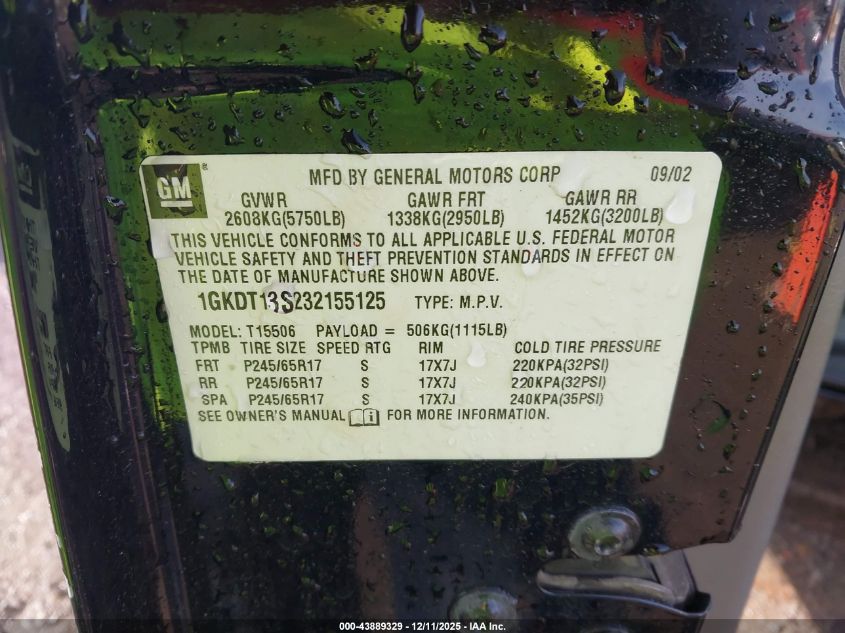 GM ® MFD BY GENERAL MOTORS CORP 09/02
GVWR GAWR FRT GAWR RR
2608KG(5750LB) 1338KG(2950LB) 1452KG(3200LB)
THIS VEHICLE CONFORMS TO ALL APPLICABLE U.S. FEDERAL MOTOR
VEHICLE SAFETY AND THEFT PREVENTION STANDARDS IN EFFECT ON
THE DATE OF MANUFACTURE SHOWN ABOVE.
1GKDT13S232155125 TYPE: M.P.V.
MODEL: T15506 PAYLOAD = 506KG(1115LB)
TPMB TIRE SIZE SPEED RTG RIM COLD TIRE PRESSURE
FRT P245/65R17 S 17X7J 220KPA(32PSI)
RR P245/65R17 S 17X7J 220KPA(32PSI)
SPA P245/65R17 S 17X7J 240KPA(35PSI)
SEE OWNER'S MANUAL FOR MORE INFORMATION.
000-43889329 - 12/11/2025 - IAA Inc.